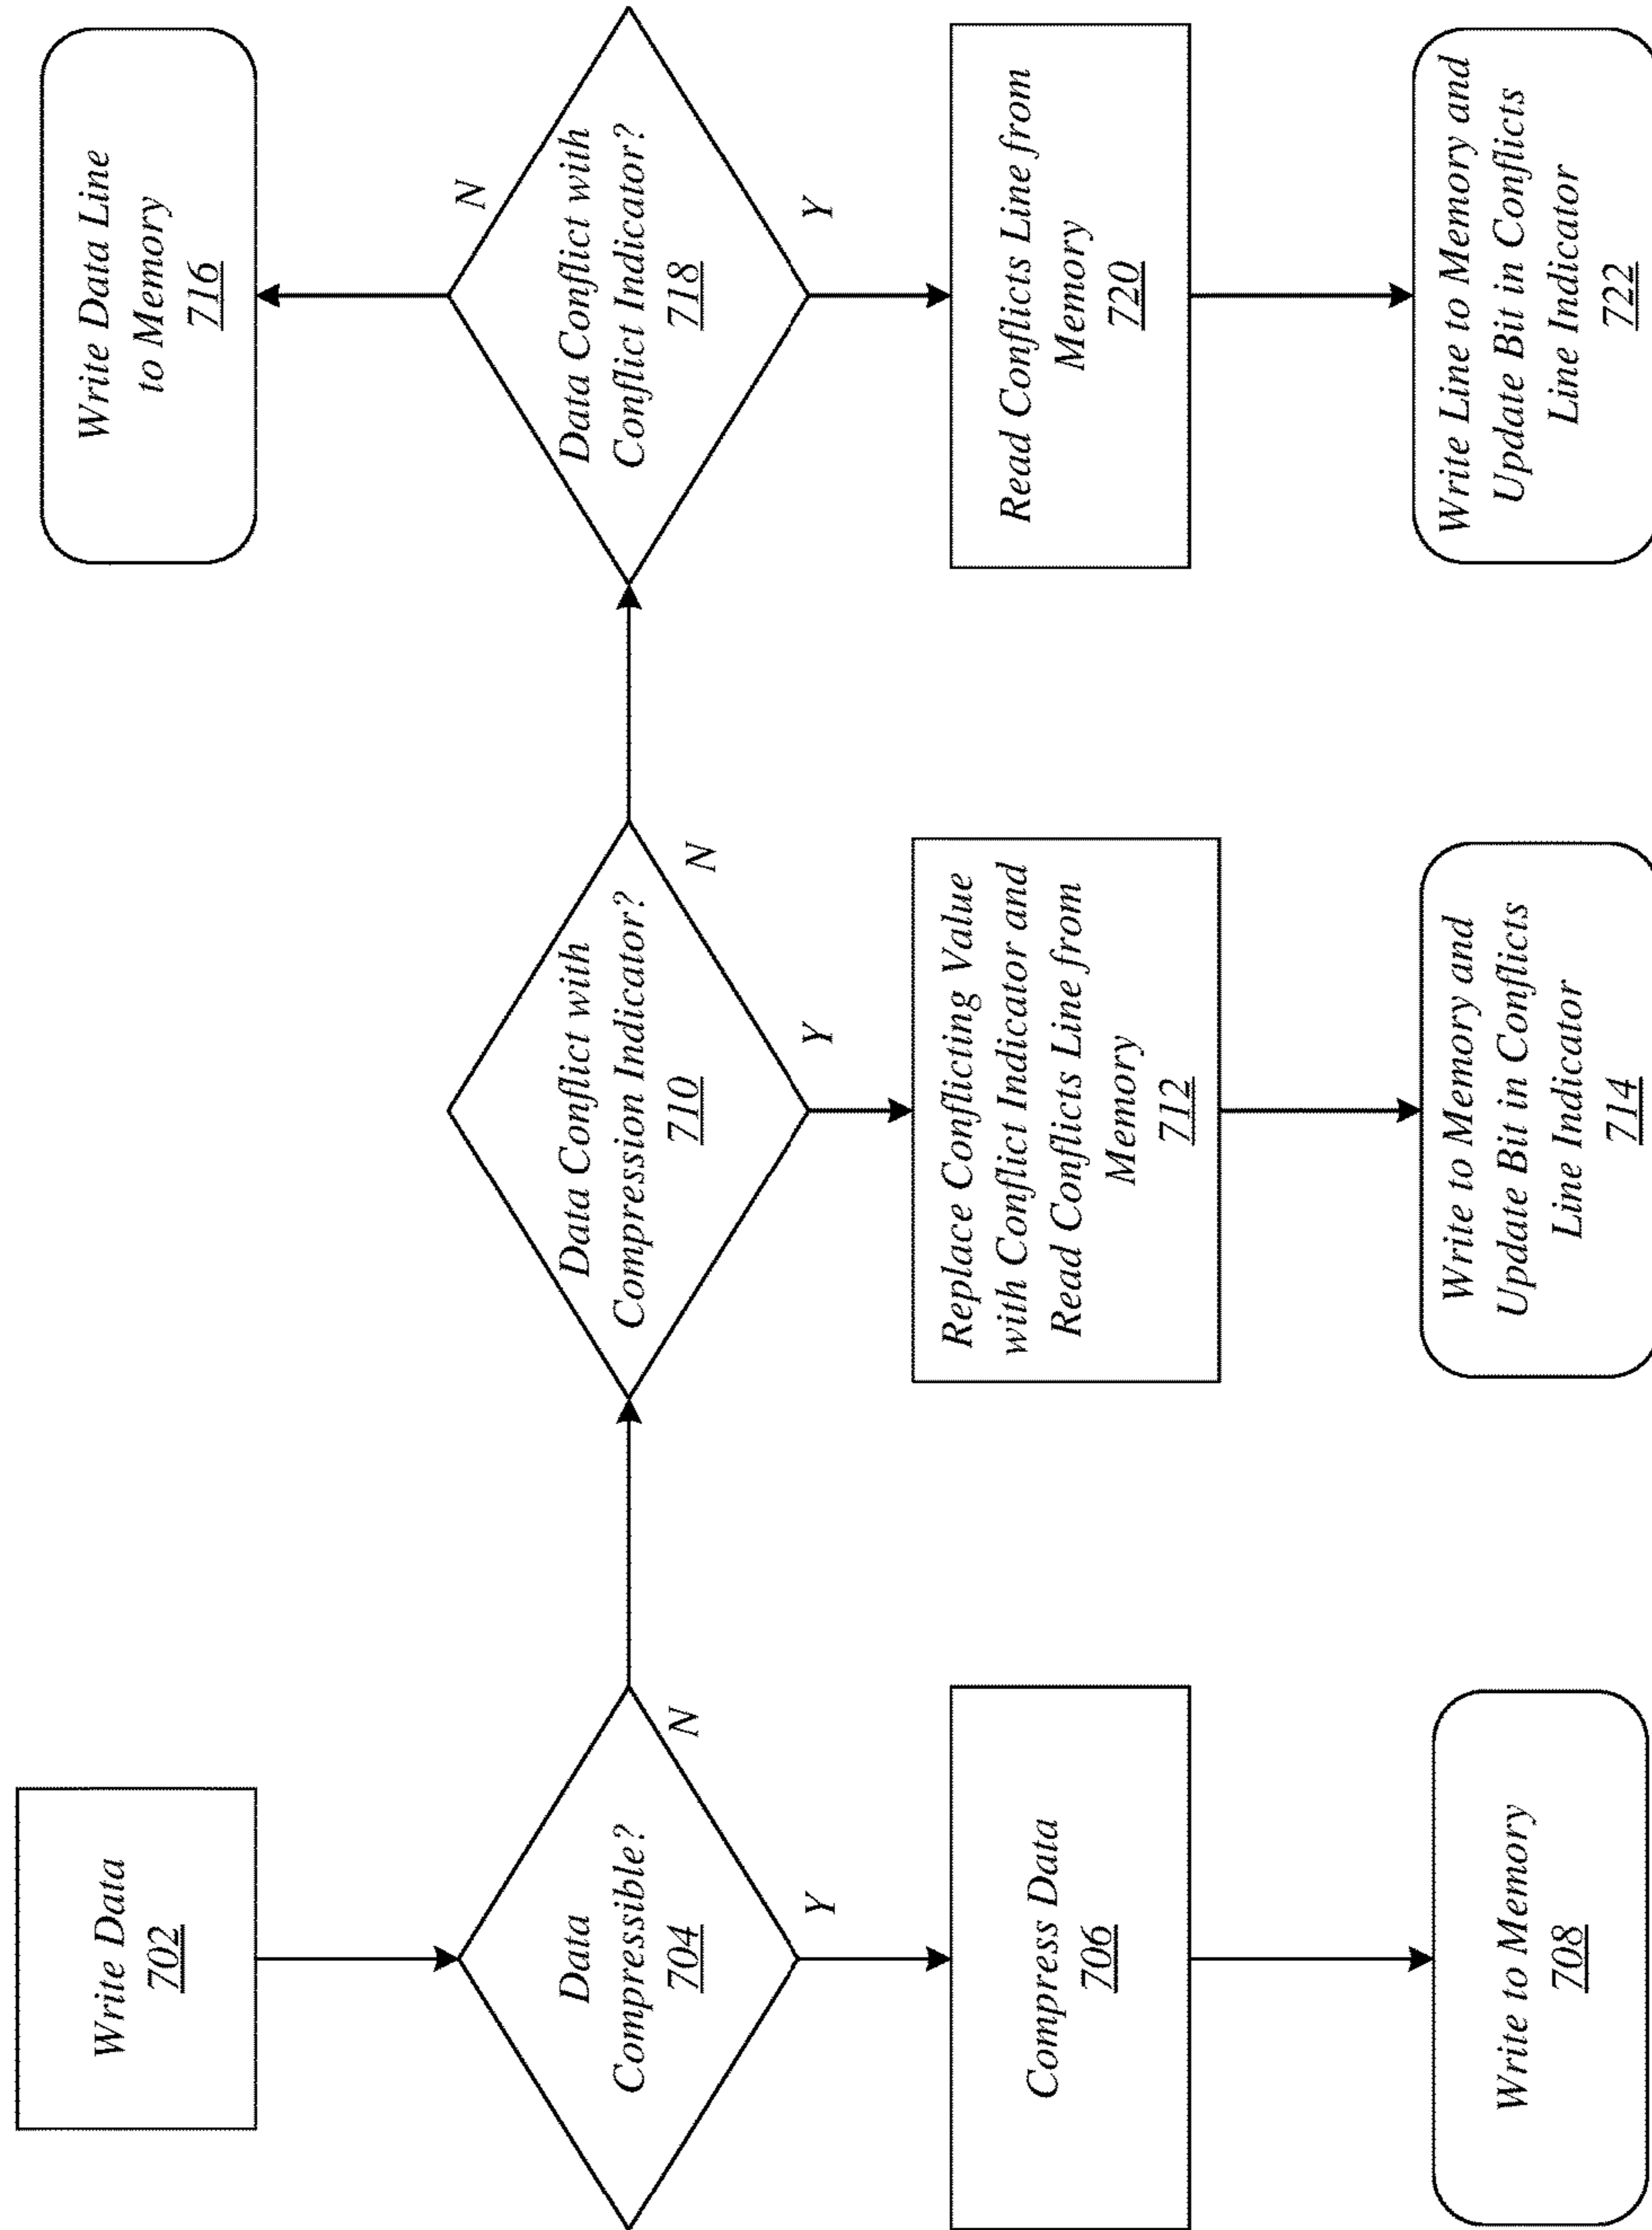 Write Data
702
Data
Compressible?
704
N
Y
Compress Data
706
Write to Memory
708
Data Conflict with
Compression Indicator?
710
N
Y
Replace Conflicting Value
with Conflict Indicator and
Read Conflicts Line from
Memory
712
Write to Memory and
Update Bit in Conflicts
Line Indicator
714
Write Data Line
to Memory
716
N
Data Conflict with
Conflict Indicator?
718
Y
Read Conflicts Line from
Memory
720
Write Line to Memory and
Update Bit in Conflicts
Line Indicator
722